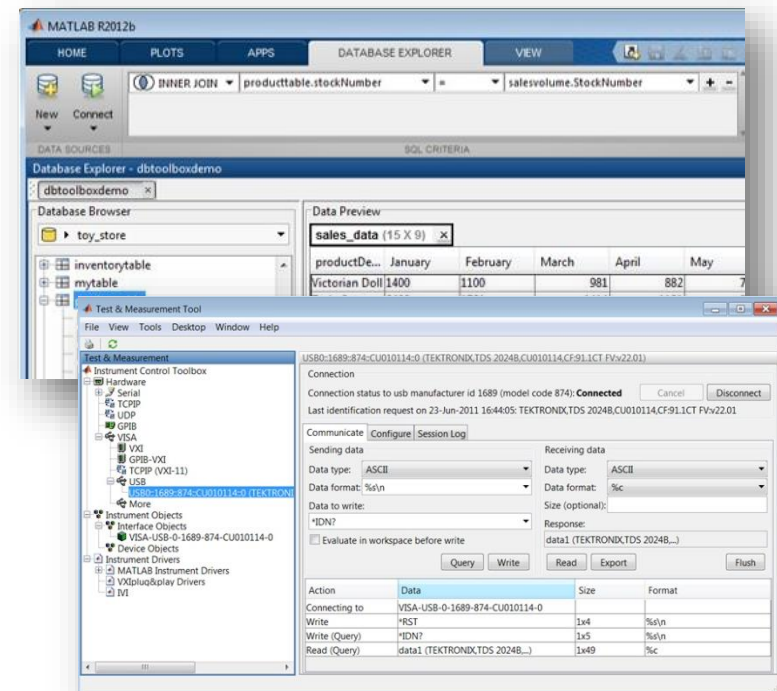 MATLAB R2012b
HOME PLOTS APPS DATABASE EXPLORER VIEW
INNER JOIN producttable.stockNumber = salesvolume.StockNumber + -
New Connect
DATA SOURCES SQL CRITERIA
Database Explorer - dbtoolboxdemo
dbtoolboxdemo
Database Browser Data Preview
toy_store sales_data (15 X 9)
inventorytable productDe... January February March April May
mytable Victorian Doll 1400 1100 981 882 7
Test & Measurement Tool
File View Tools Desktop Window Help
Test & Measurement
Instrument Control Toolbox
Hardware
Serial
TCPIP
UDP
GPIB
VISA
VXI
GPIB-VXI
TCPIP (VXI-11)
USB
USB0::1689::874::CU010114::0 (TEKTRONI
More
Instrument Objects
Interface Objects
VISA-USB-0-1689-874-CU010114-0
Device Objects
Instrument Drivers
MATLAB Instrument Drivers
VXIplug&play Drivers
IVI
USB0::1689::874::CU010114::0 (TEKTRONIX,TDS 2024B,CU010114,CF:91.1CT FV:v22.01)
Connection
Connection status to usb manufacturer id 1689 (model code 874): Connected Cancel Disconnect
Last identification request on 23-Jun-2011 16:44:05: TEKTRONIX,TDS 2024B,CU010114,CF:91.1CT FV:v22.01
Communicate Configure Session Log
Sending data Receiving data
Data type: ASCII Data type: ASCII
Data format: %s\n Data format: %c
Data to write: Size (optional):
*IDN? Response:
Evaluate in workspace before write data1 (TEKTRONIX,TDS 2024B,...)
Query Write Read Export Flush
Action Data Size Format
Connecting to VISA-USB-0-1689-874-CU010114-0
Write *RST 1x4 %s\n
Write (Query) *IDN? 1x5 %s\n
Read (Query) data1 (TEKTRONIX,TDS 2024B,...) 1x49 %c